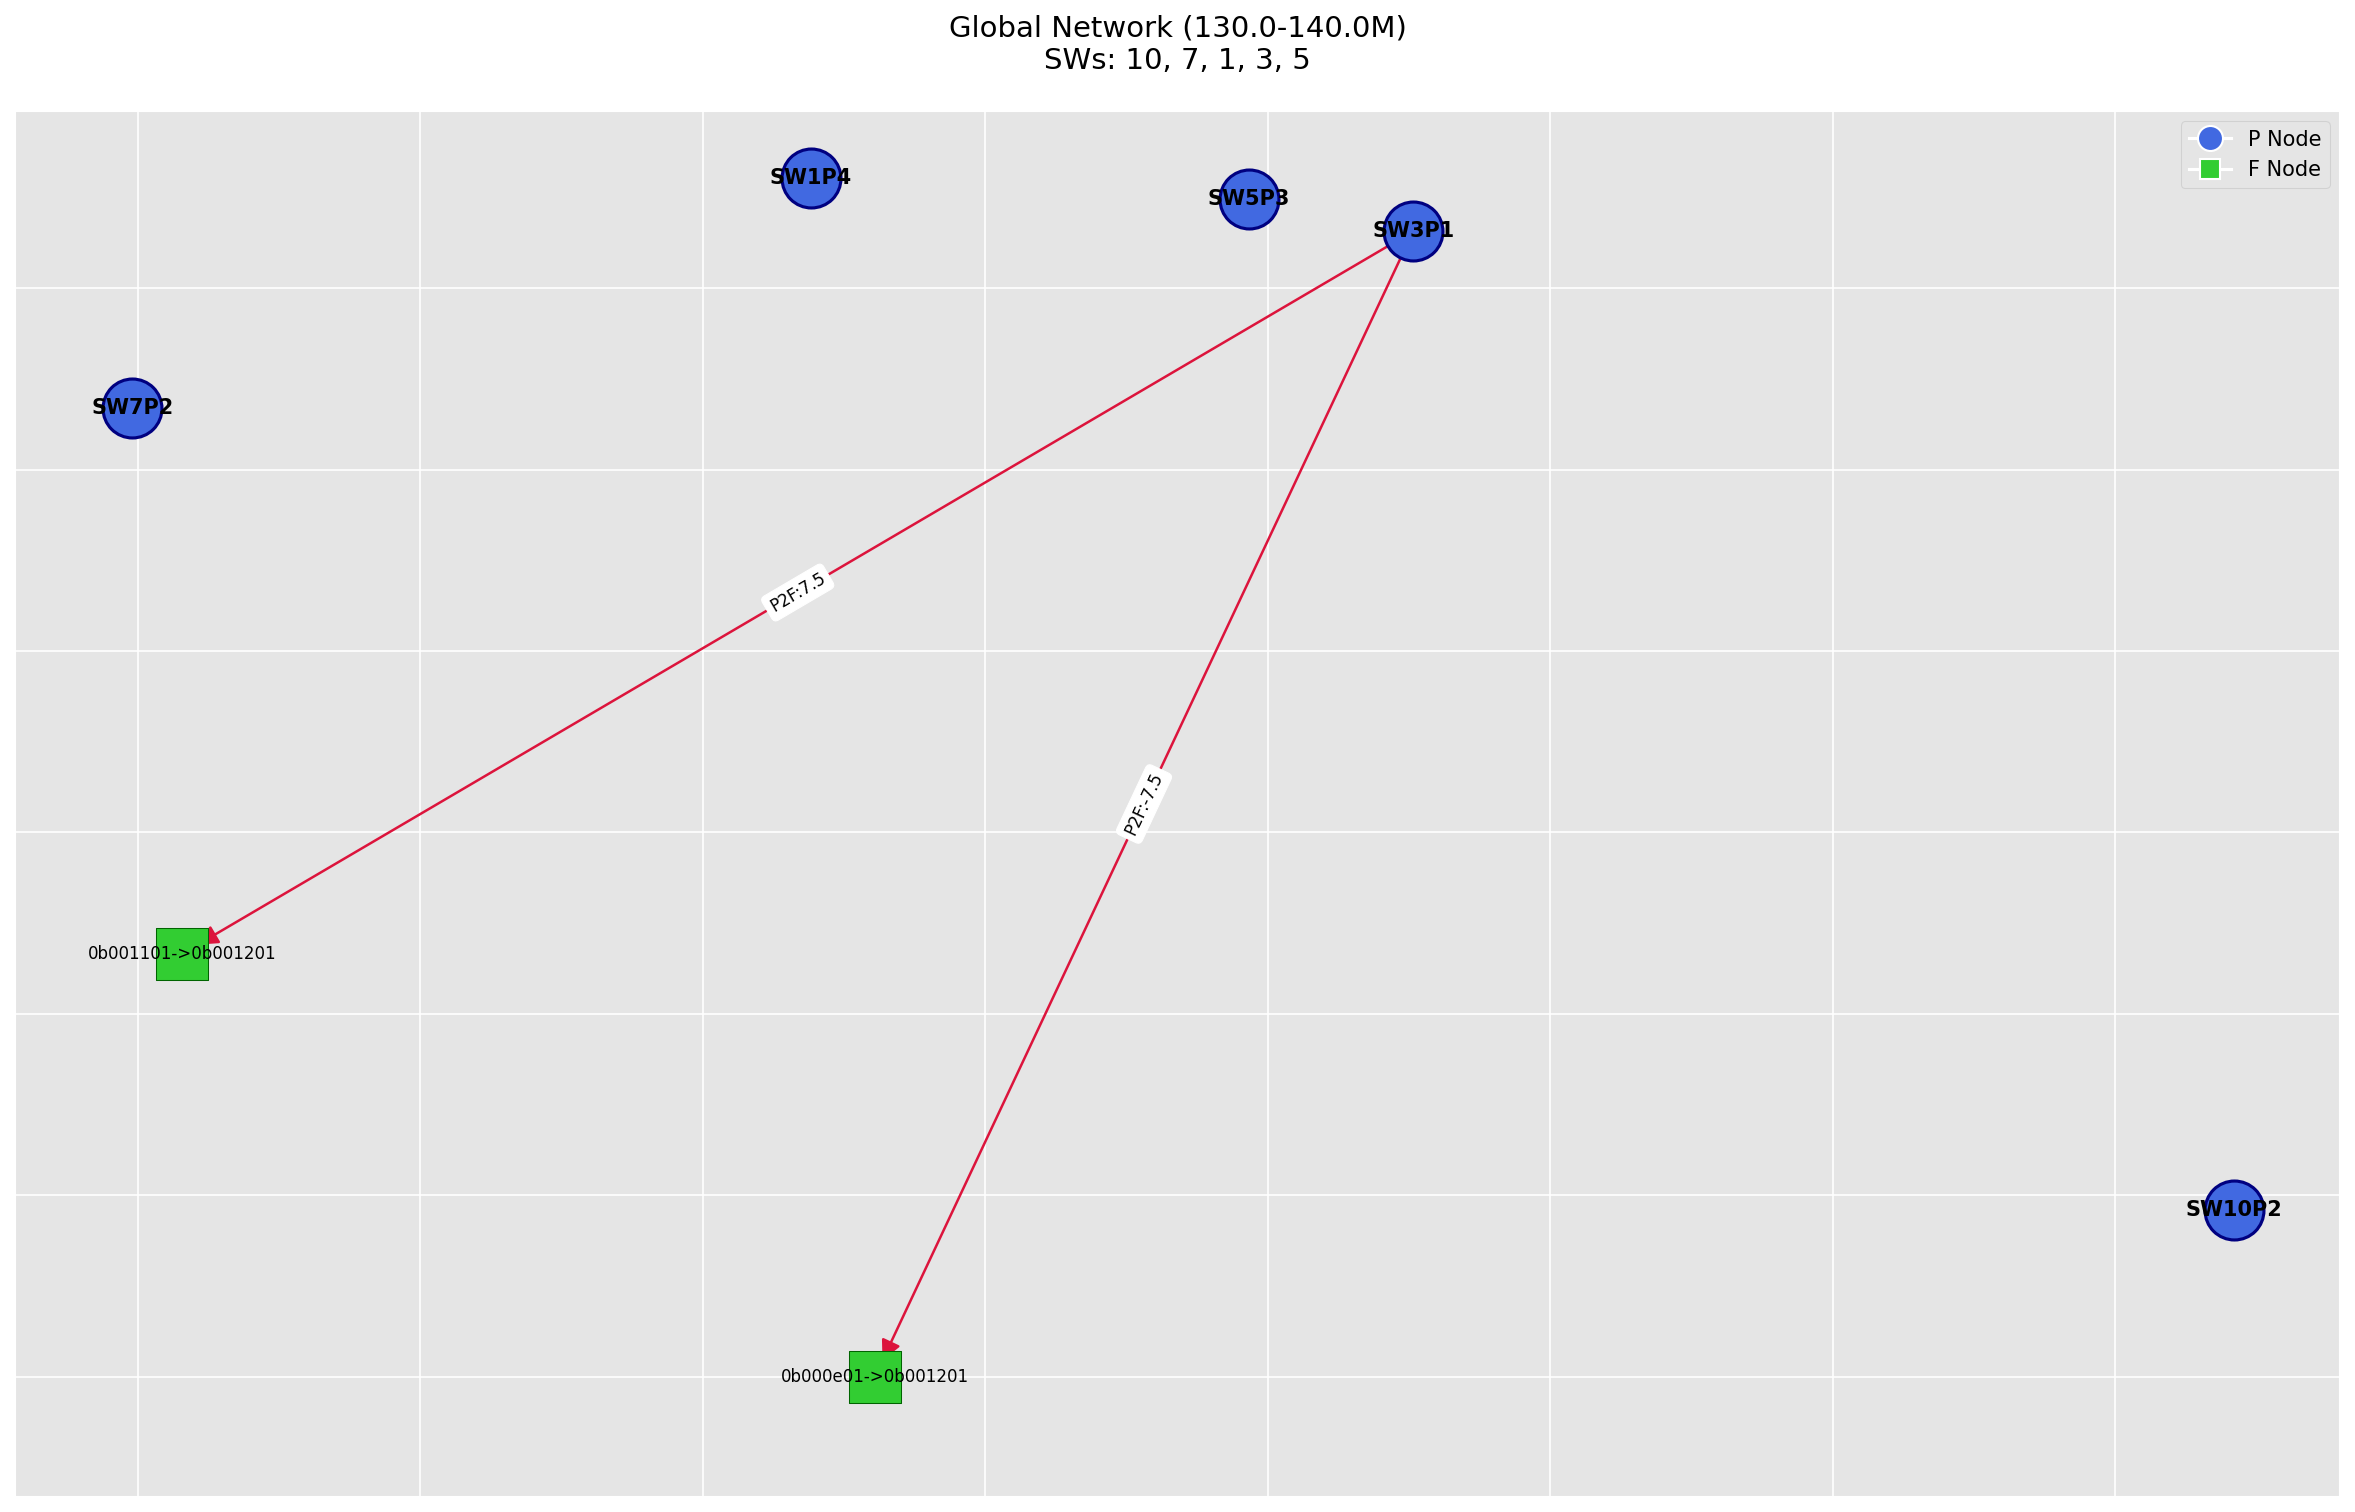 Global Network (130.0-140.0M)
SWs: 10, 7, 1, 3, 5
P Node
F Node
SW1P4
SW5P3
SW3P1
SW7P2
P2F:7.5
P2F:-7.5
0b001101->0b001201
SW10P2
0b000e01->0b001201